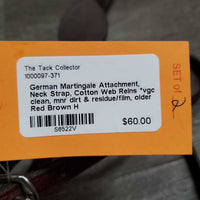 The Tack Collector
1000097-371
German Martingale Attachment,
Neck Strap, Cotton Web Reins *vgc
clean, mnr dirt & residue/film, older
Red Brown H
S6522V
$60.00
SET of
2